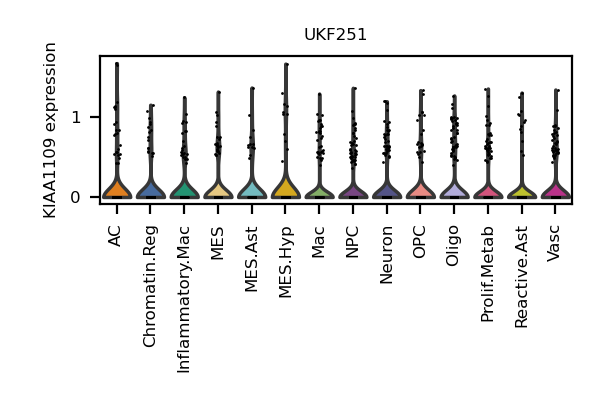 UKF251
KIAA1109 expression
1
0
AC
Chromatin.Reg
Inflammatory.Mac
MES
MES.Ast
MES.Hyp
Mac
NPC
Neuron
OPC
Oligo
Prolif.Metab
Reactive.Ast
Vasc